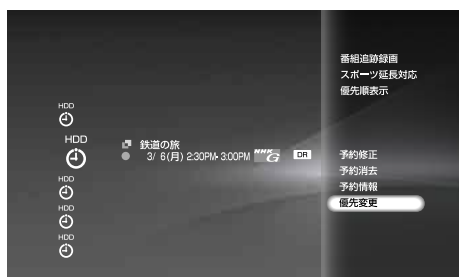 HDD
HDD
鉄道の旅
3/ 6(月) 2:30PM- 3:00PM NHK G DR
HDD
HDD
HDD
番組追跡録画
スポーツ延長対応
優先順表示
予約修正
予約消去
予約情報
優先変更